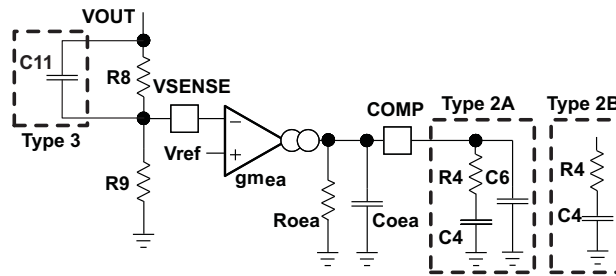 VOUT
C11
R8
VSENSE
COMP
Type 2A
Type 2B
Type 3
Vref
gmea
R9
Roea
Coea
R4
C6
C4
R4
C4